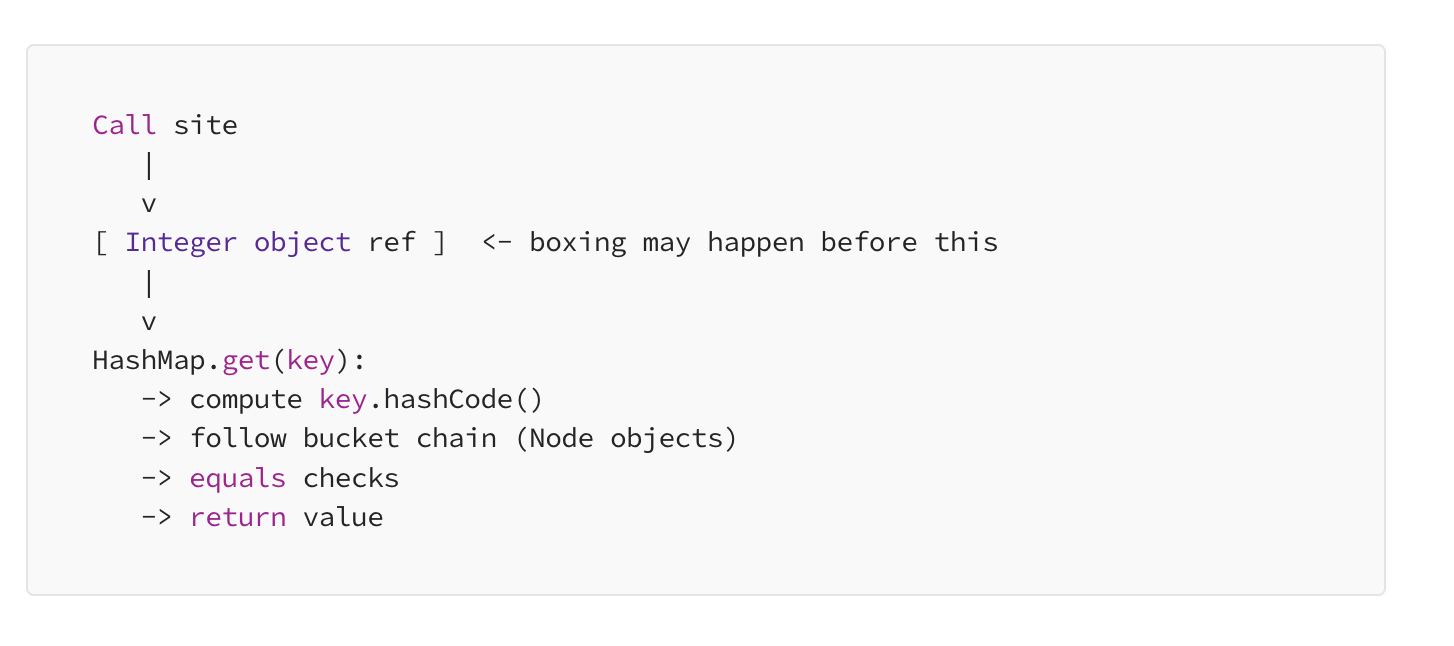 Call site
   |
   v
[ Integer object ref ]  <- boxing may happen before this
   |
   v
HashMap.get(key):
   -> compute key.hashCode()
   -> follow bucket chain (Node objects)
   -> equals checks
   -> return value